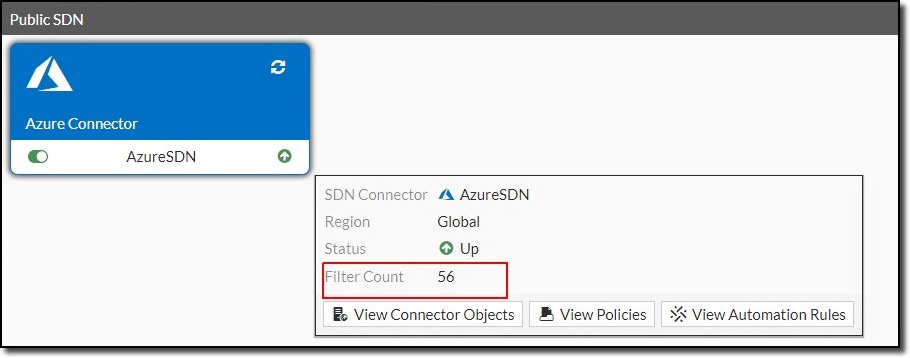 Public SDN
Azure Connector
AzureSDN
SDN Connector AzureSDN
Region Global
Status Up
Filter Count 56
View Connector Objects View Policies View Automation Rules